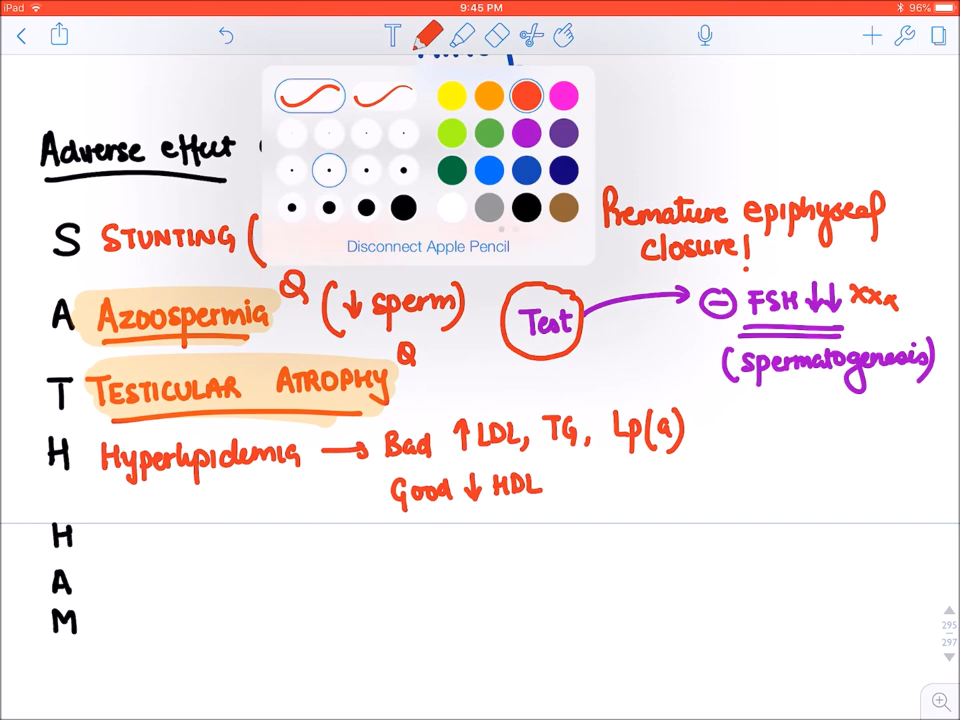 iPad 9:45 PM 96%
T
Adverse effect
Disconnect Apple Pencil
S STUNTING ( Premature epiphyseal
closure!
A Azoospermia Q (↓ sperm) Test → ⊖ FSH ↓↓ xxx
(spermatogenesis)
T TESTICULAR ATROPHY Q
H Hyperlipidemia → Bad ↑ LDL, TG, Lp(a)
Good ↓ HDL
H
A
M
295
297